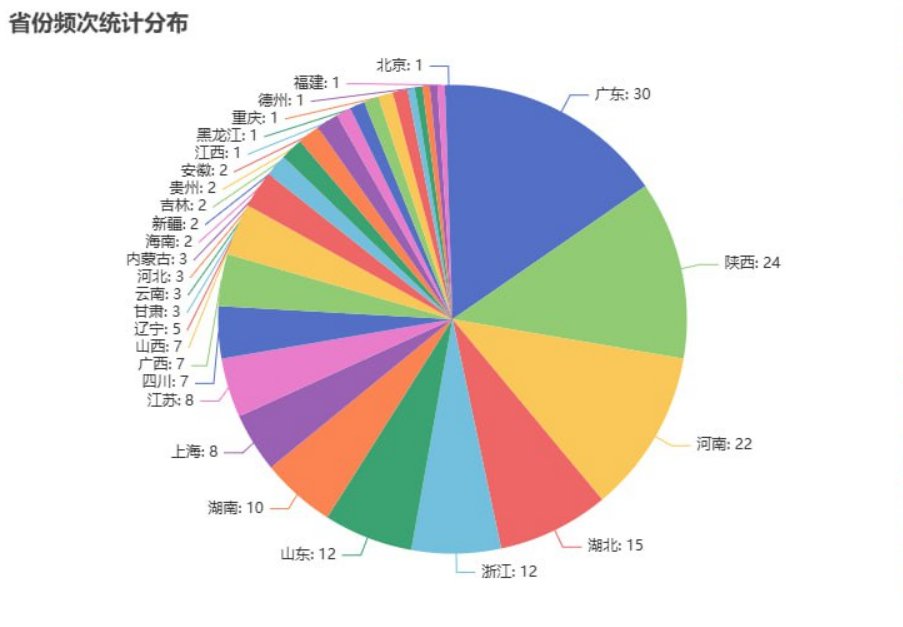 省份频次统计分布
北京: 1
福建: 1
德州: 1
重庆: 1
黑龙江: 1
江西: 1
安徽: 2
贵州: 2
吉林: 2
新疆: 2
海南: 2
内蒙古: 3
河北: 3
云南: 3
甘肃: 3
辽宁: 5
山西: 7
广西: 7
四川: 7
江苏: 8
上海: 8
湖南: 10
山东: 12
浙江: 12
湖北: 15
河南: 22
陕西: 24
广东: 30